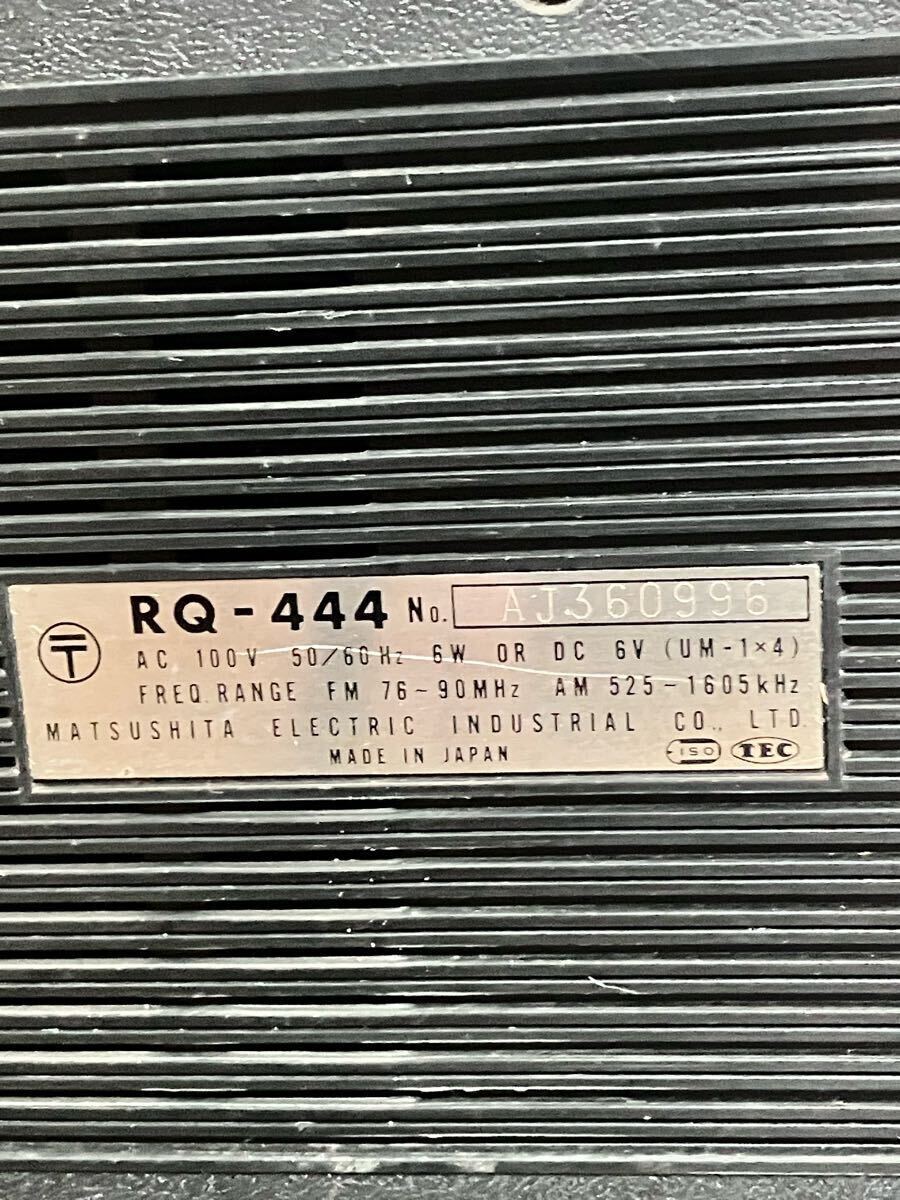 RQ-444 No. AJ360996
〒 AC 100V 50/60Hz 6W OR DC 6V (UM-1×4)
FREQ. RANGE FM 76~90MHz AM 525-1605kHz
MATSUSHITA ELECTRIC INDUSTRIAL CO., LTD.
MADE IN JAPAN ISO TEC